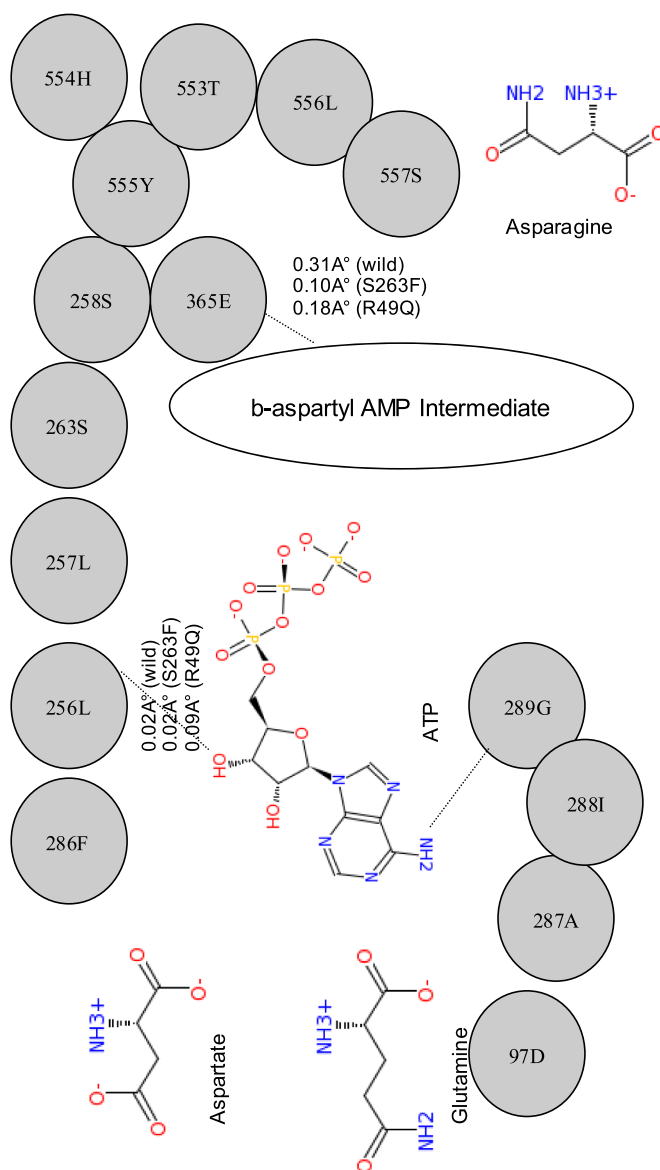 554H
553T
556L
557S
555Y
NH2
NH3+
O
O
O-
Asparagine
258S
365E
0.31A° (wild)
0.10A° (S263F)
0.18A° (R49Q)
b-aspartyl AMP Intermediate
263S
257L
O-
O-
O-
P
O
O
P
O
O-
P
O
O
O
256L
0.02A° (wild)
0.02A° (S263F)
0.09A° (R49Q)
O
OH
HO
N
N
N
N
NH2
ATP
289G
288I
286F
287A
O
O-
NH3+
O-
O
Aspartate
O
O-
NH3+
NH2
O
Glutamine
97D